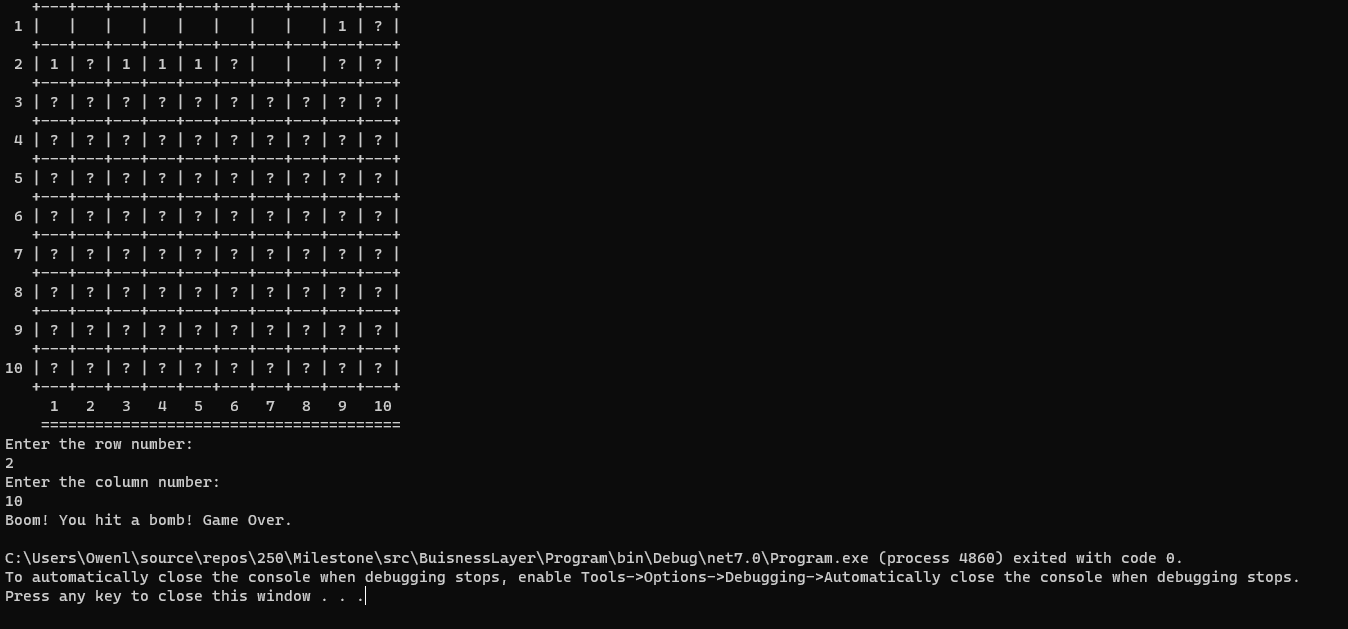 +---+---+---+---+---+---+---+---+---+---+
 1 |   |   |   |   |   |   |   |   | 1 | ? |
   +---+---+---+---+---+---+---+---+---+---+
 2 | 1 | ? | 1 | 1 | 1 | ? |   |   | ? | ? |
   +---+---+---+---+---+---+---+---+---+---+
 3 | ? | ? | ? | ? | ? | ? | ? | ? | ? | ? |
   +---+---+---+---+---+---+---+---+---+---+
 4 | ? | ? | ? | ? | ? | ? | ? | ? | ? | ? |
   +---+---+---+---+---+---+---+---+---+---+
 5 | ? | ? | ? | ? | ? | ? | ? | ? | ? | ? |
   +---+---+---+---+---+---+---+---+---+---+
 6 | ? | ? | ? | ? | ? | ? | ? | ? | ? | ? |
   +---+---+---+---+---+---+---+---+---+---+
 7 | ? | ? | ? | ? | ? | ? | ? | ? | ? | ? |
   +---+---+---+---+---+---+---+---+---+---+
 8 | ? | ? | ? | ? | ? | ? | ? | ? | ? | ? |
   +---+---+---+---+---+---+---+---+---+---+
 9 | ? | ? | ? | ? | ? | ? | ? | ? | ? | ? |
   +---+---+---+---+---+---+---+---+---+---+
10 | ? | ? | ? | ? | ? | ? | ? | ? | ? | ? |
   +---+---+---+---+---+---+---+---+---+---+
     1   2   3   4   5   6   7   8   9   10
    ========================================
Enter the row number:
2
Enter the column number:
10
Boom! You hit a bomb! Game Over.

C:\Users\Owenl\source\repos\250\Milestone\src\BuisnessLayer\Program\bin\Debug\net7.0\Program.exe (process 4860) exited with code 0.
To automatically close the console when debugging stops, enable Tools->Options->Debugging->Automatically close the console when debugging stops.
Press any key to close this window . . .